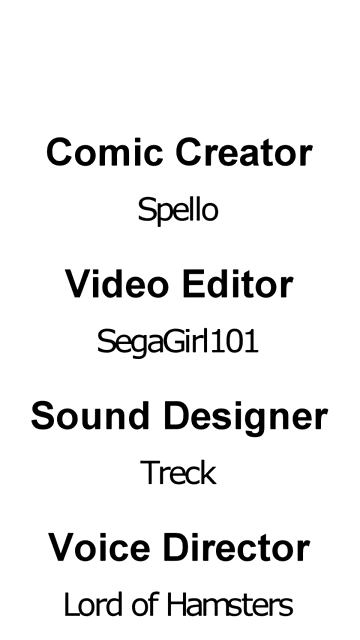 Comic Creator
Spello
Video Editor
SegaGirl101
Sound Designer
Treck
Voice Director
Lord of Hamsters